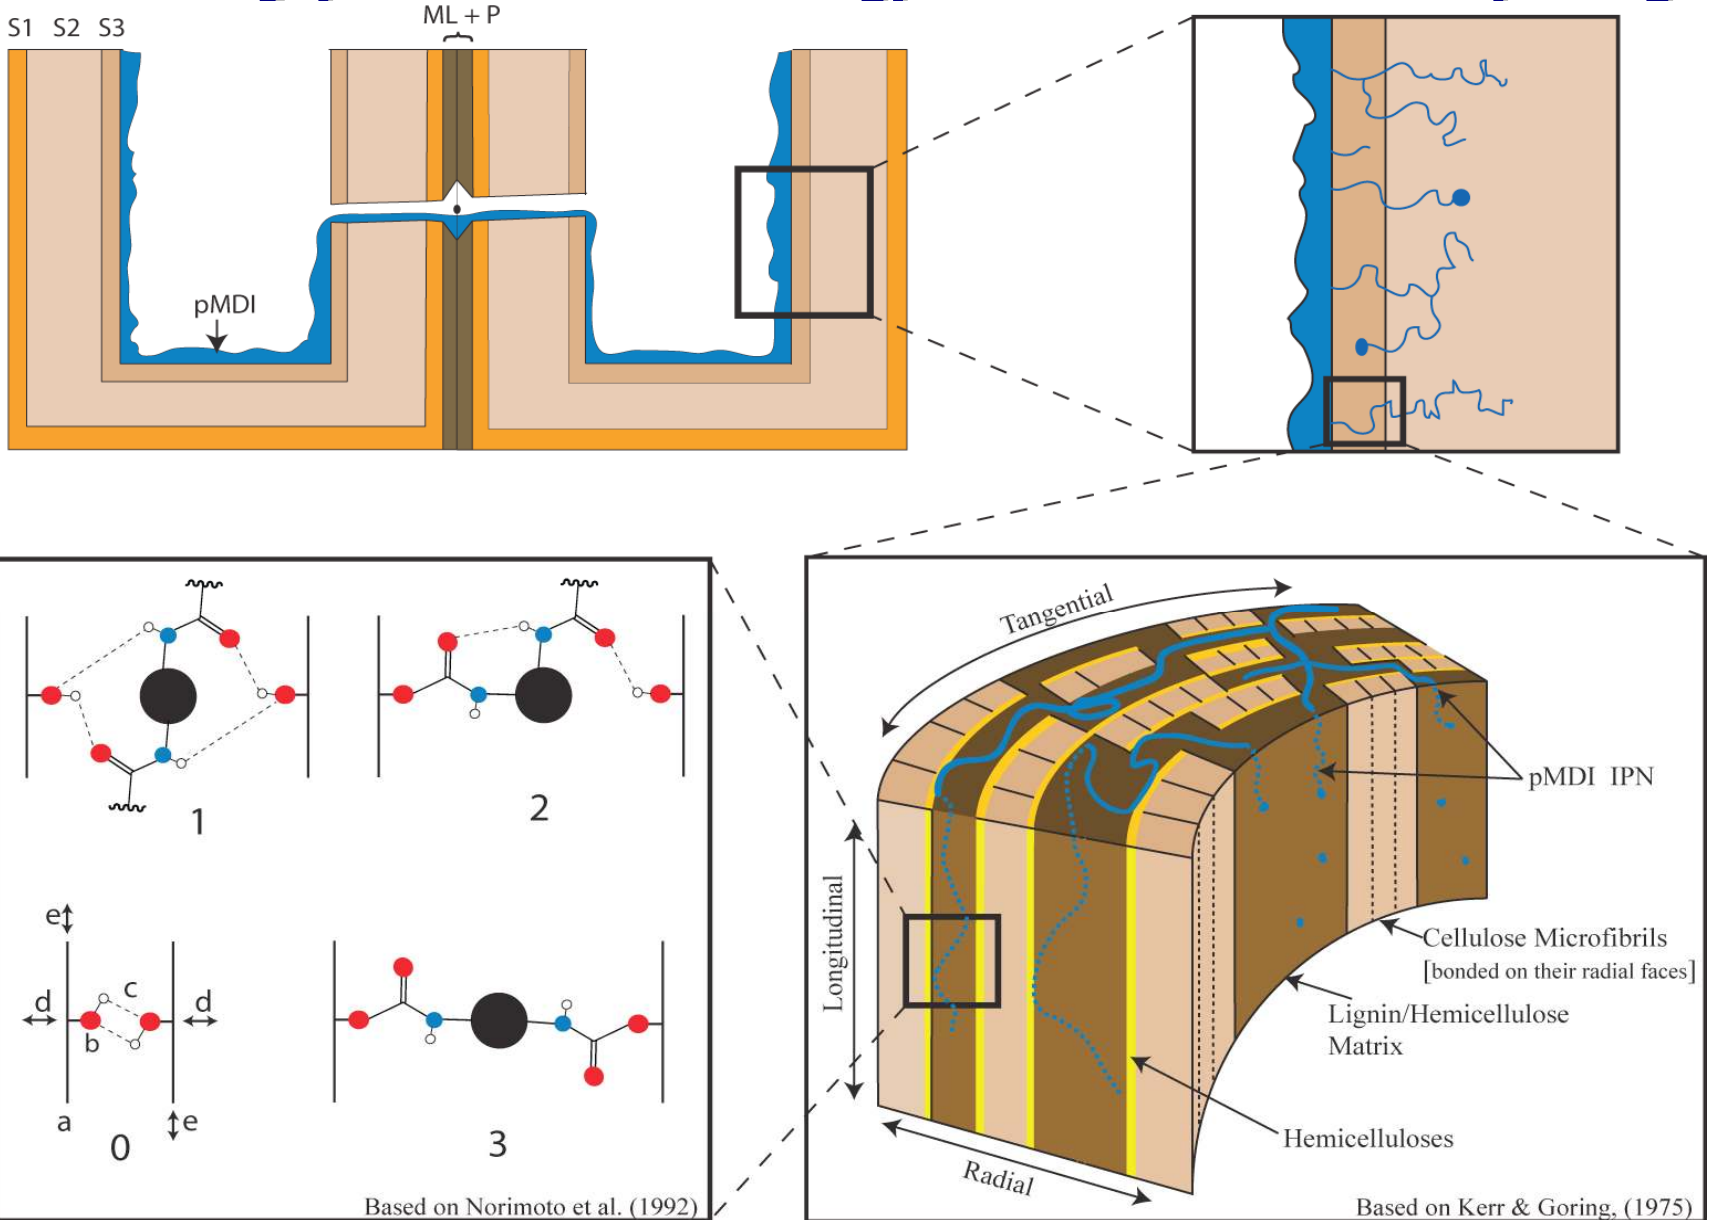 S1 S2 S3
ML + P
pMDI
Tangential
pMDI IPN
Longitudinal
Cellulose Microfibrils
[bonded on their radial faces]
Lignin/Hemicellulose
Matrix
Hemicelluloses
Radial
Based on Kerr & Goring, (1975)
1
2
e
d
c
d
b
a
e
0
3
Based on Norimoto et al. (1992)